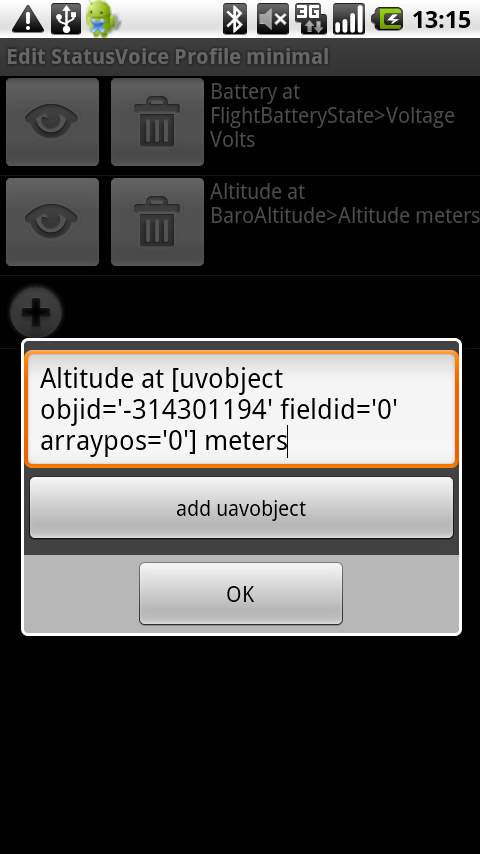 3G
13:15
Edit StatusVoice Profile minimal
Battery at
FlightBatteryState>Voltage
Volts
Altitude at
BaroAltitude>Altitude meters
Altitude at [uvobject
objid='-314301194' fieldid='0'
arraypos='0'] meters
add uavobject
OK